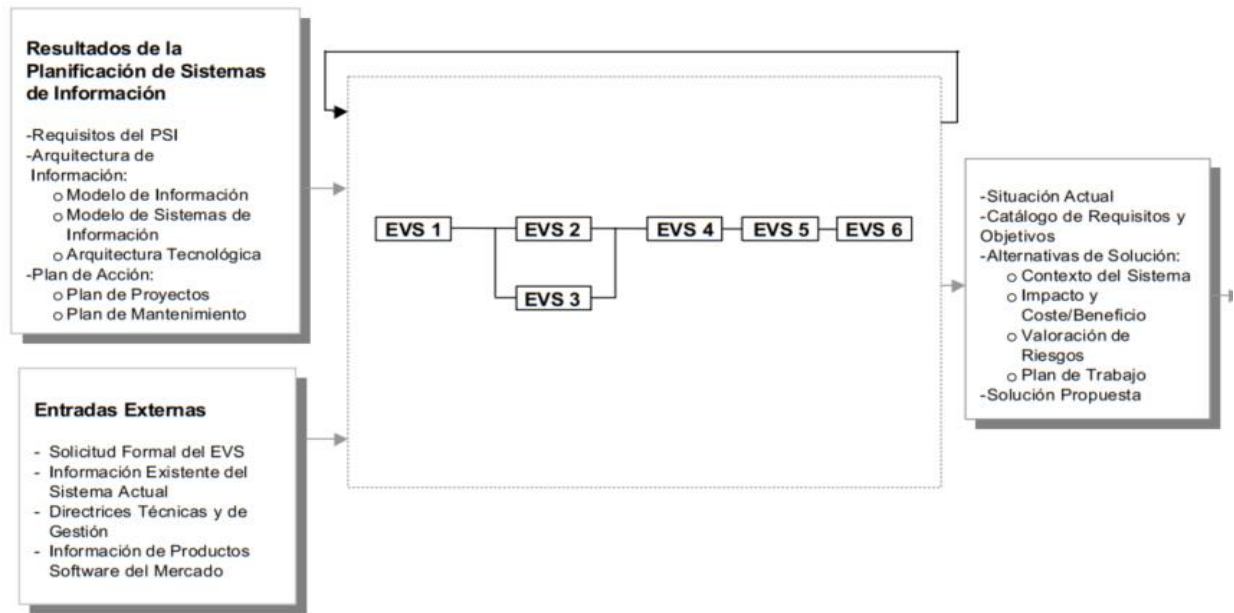 Resultados de la
Planificación de Sistemas
de Información
-Requisitos del PSI
-Arquitectura de
Información:
o Modelo de Información
o Modelo de Sistemas de
Información
o Arquitectura Tecnológica
-Plan de Acción:
o Plan de Proyectos
o Plan de Mantenimiento
Entradas Externas
- Solicitud Formal del EVS
- Información Existente del
Sistema Actual
- Directrices Técnicas y de
Gestión
- Información de Productos
Software del Mercado
EVS 1
EVS 2
EVS 3
EVS 4
EVS 5
EVS 6
-Situación Actual
-Catálogo de Requisitos y
Objetivos
-Alternativas de Solución:
o Contexto del Sistema
o Impacto y
Coste/Beneficio
o Valoración de
Riesgos
o Plan de Trabajo
-Solución Propuesta